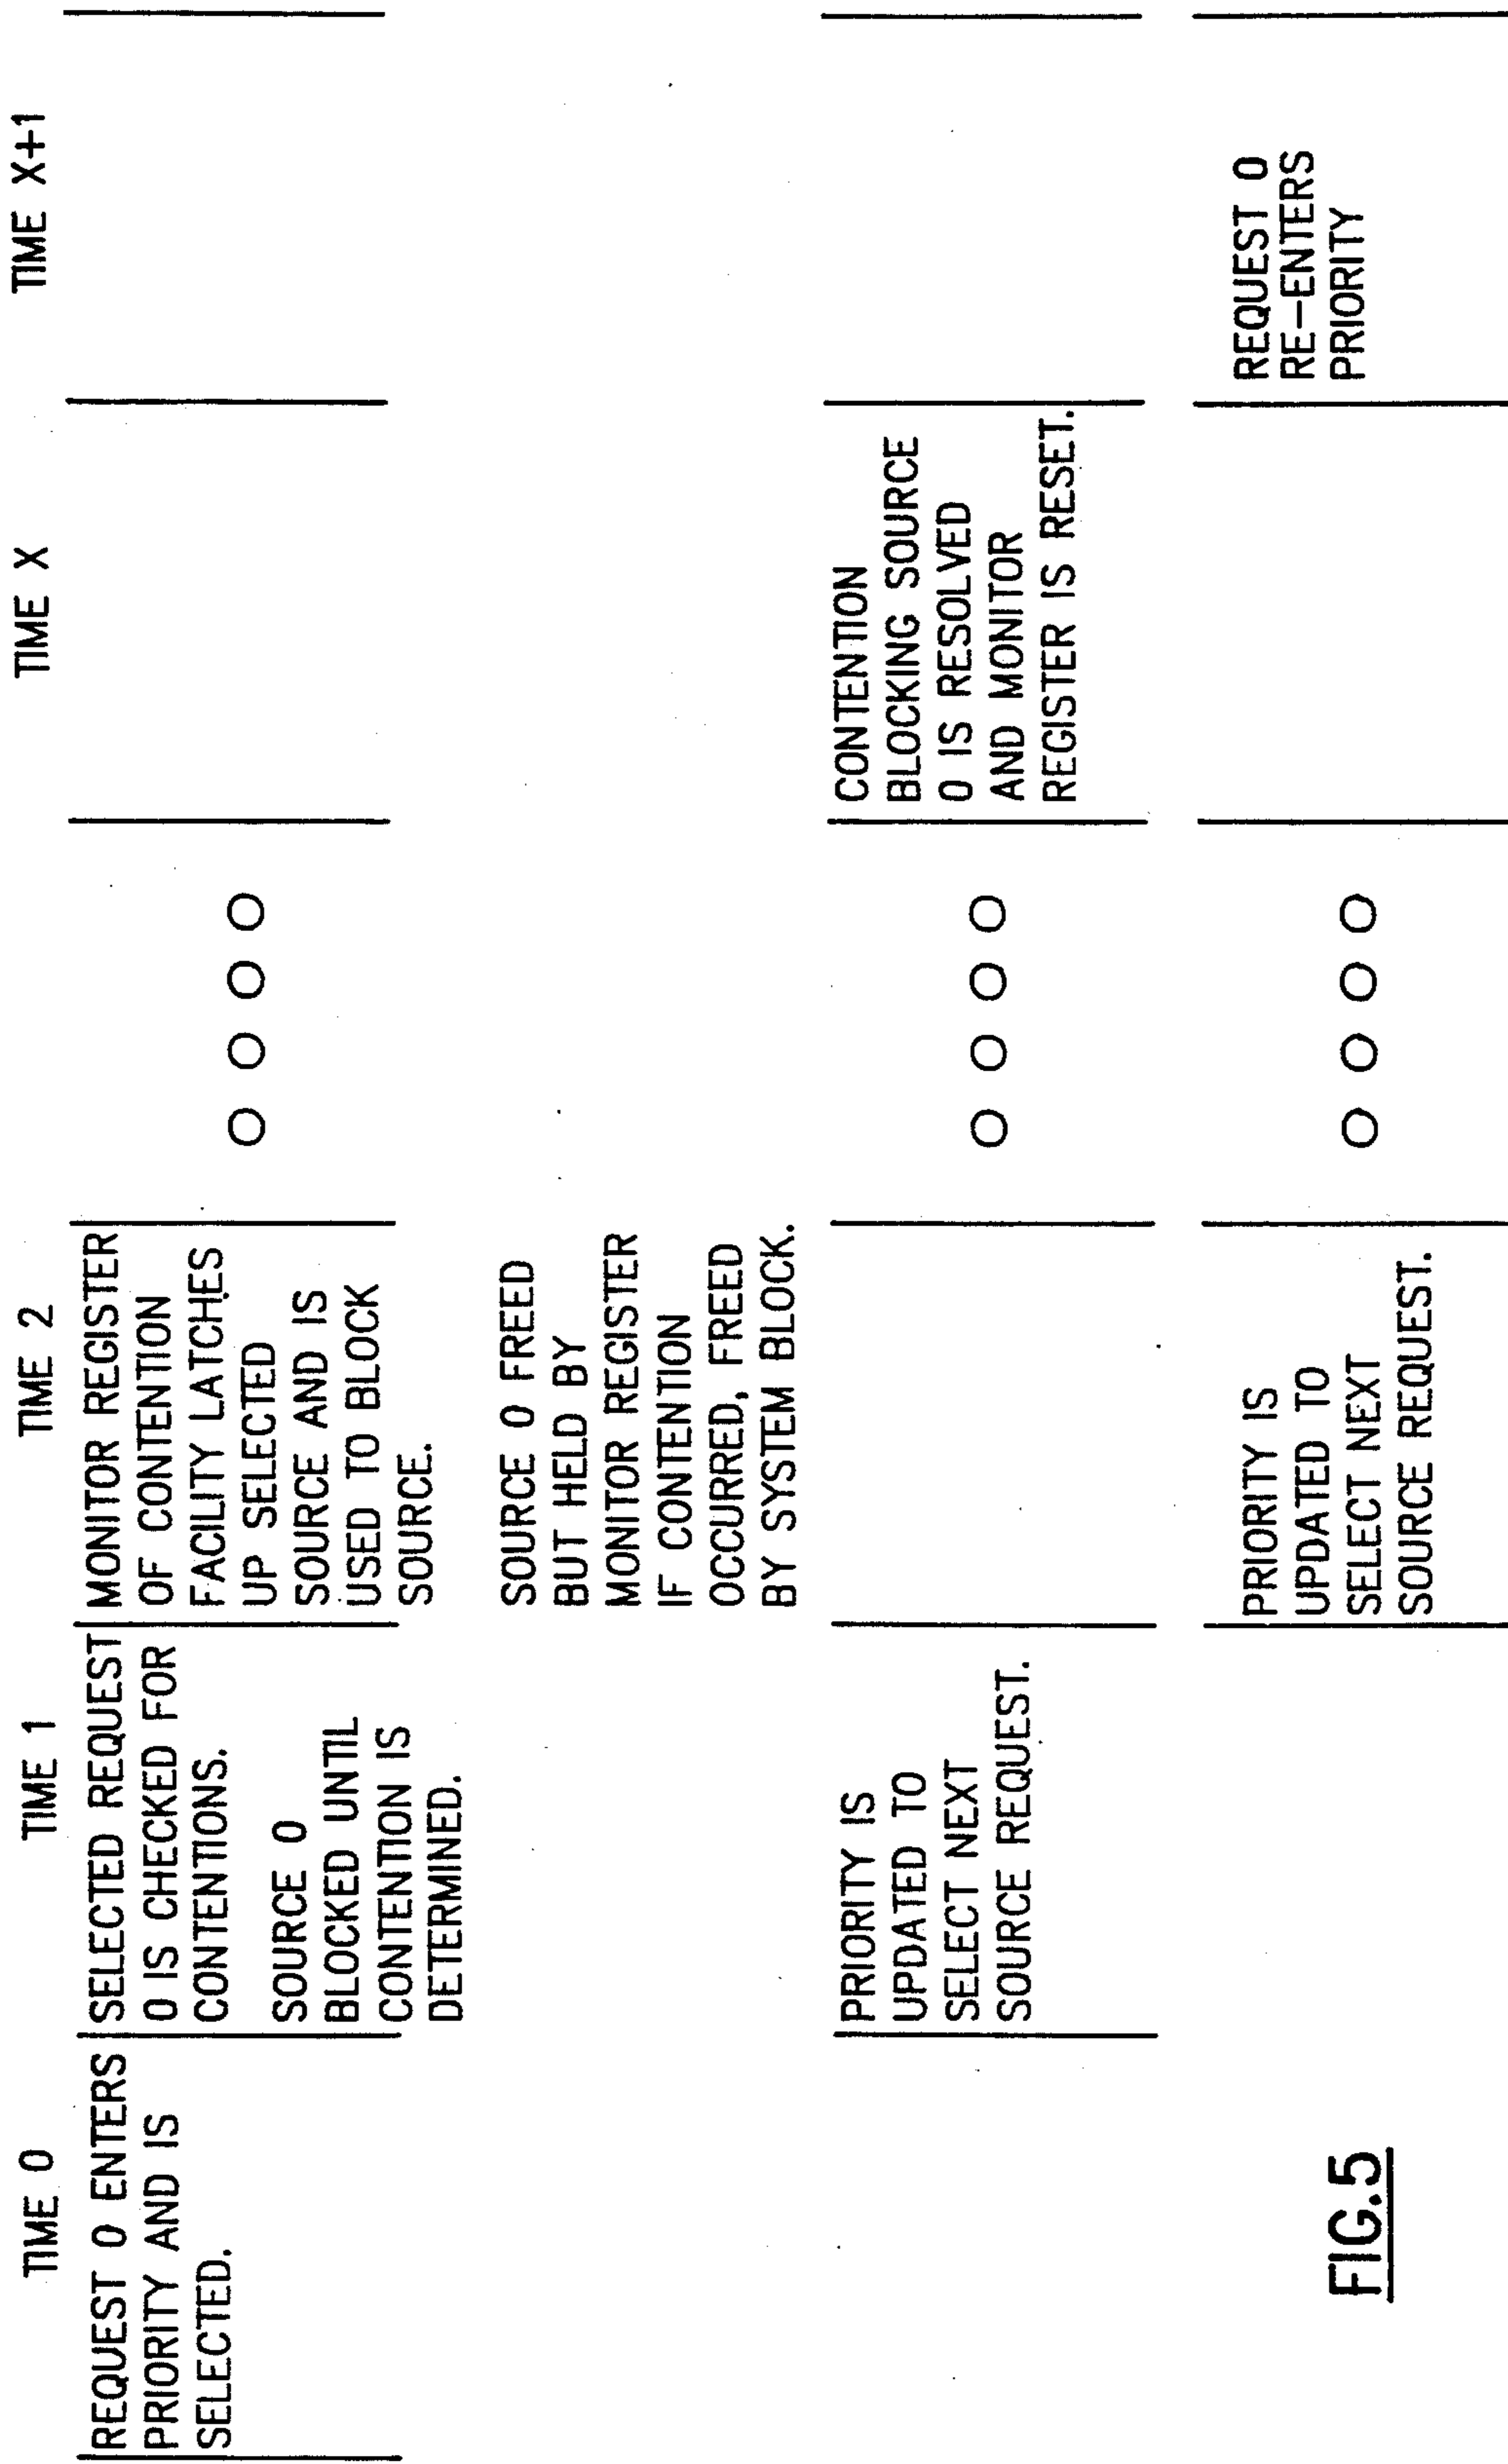 TIME 0
TIME 1
TIME 2
TIME X
TIME X+1
REQUEST 0 ENTERS
PRIORITY AND IS
SELECTED.
SELECTED REQUEST
0 IS CHECKED FOR
CONTENTIONS.
SOURCE 0
BLOCKED UNTIL
CONTENTION IS
DETERMINED.
MONITOR REGISTER
OF CONTENTION
FACILITY LATCHES
UP SELECTED
SOURCE AND IS
USED TO BLOCK
SOURCE.
SOURCE 0 FREED
BUT HELD BY
MONITOR REGISTER
IF CONTENTION
OCCURRED, FREED
BY SYSTEM BLOCK.
PRIORITY IS
UPDATED TO
SELECT NEXT
SOURCE REQUEST.
CONTENTION
BLOCKING SOURCE
0 IS RESOLVED
AND MONITOR
REGISTER IS RESET.
PRIORITY IS
UPDATED TO
SELECT NEXT
SOURCE REQUEST.
REQUEST 0
RE-ENTERS
PRIORITY
FIG.5